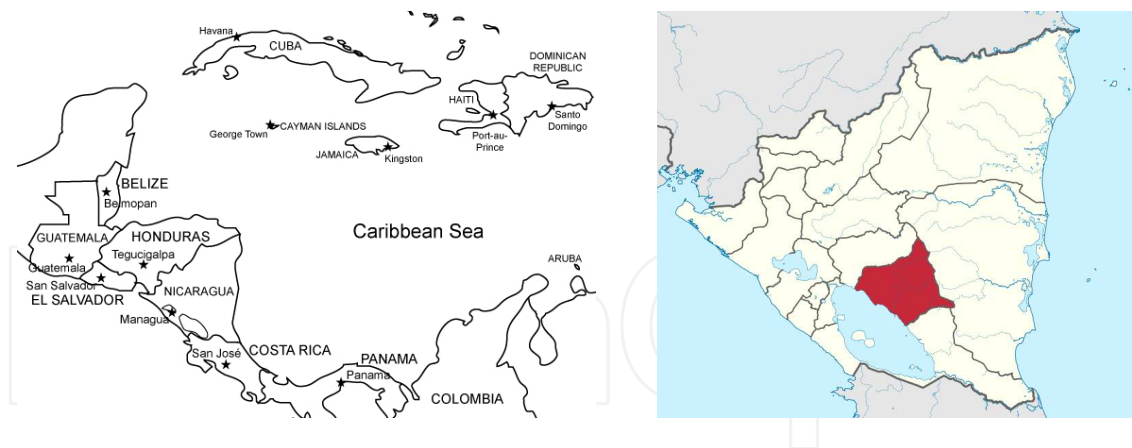 Havana
CUBA
DOMINICAN
REPUBLIC
HAITI
Santo
Domingo
Port-au-
Prince
George Town
CAYMAN ISLANDS
JAMAICA
Kingston
BELIZE
Belmopan
Caribbean Sea
GUATEMALA
HONDURAS
Tegucigalpa
Guatemala
San Salvador
EL SALVADOR
NICARAGUA
ARUBA
Managua
San José
COSTA RICA
PANAMA
Panama
COLOMBIA